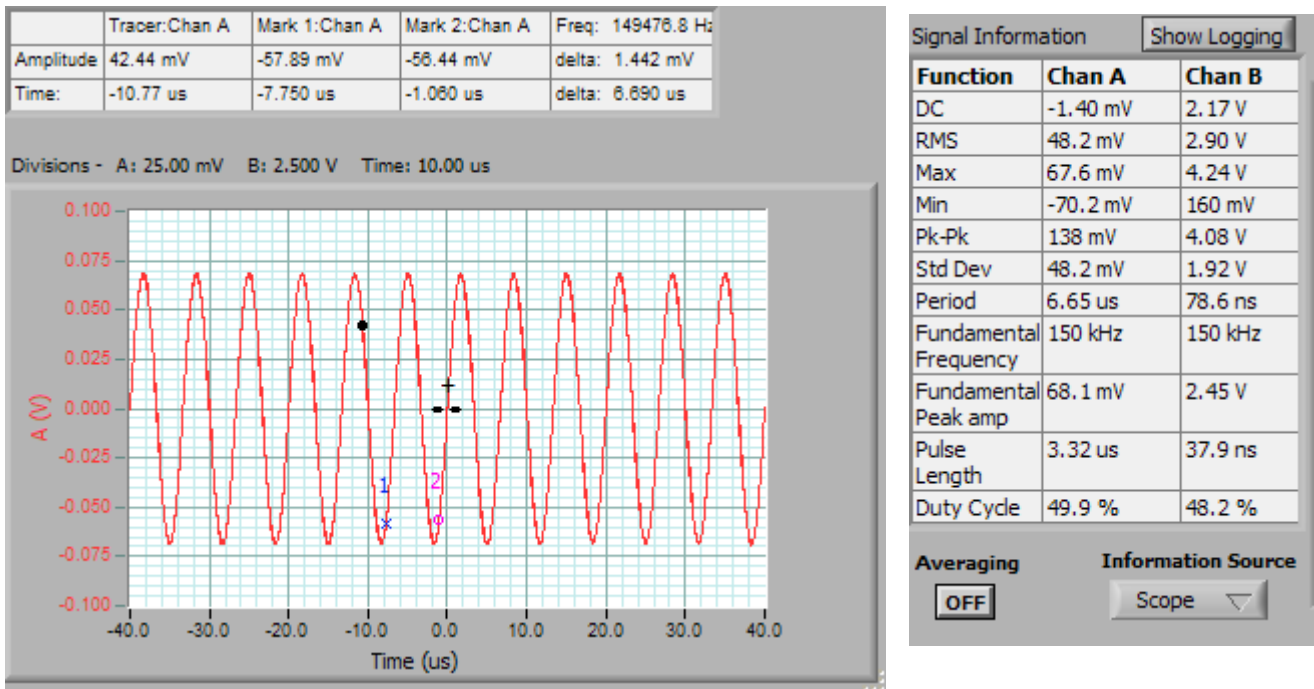 Tracer:Chan A Mark 1:Chan A Mark 2:Chan A Freq: 149476.8 Hz
Amplitude 42.44 mV -57.89 mV -56.44 mV delta: 1.442 mV
Time: -10.77 us -7.750 us -1.060 us delta: 6.690 us
Divisions - A: 25.00 mV B: 2.500 V Time: 10.00 us
0.100
0.075
0.050
0.025
0.000
-0.025
-0.050
-0.075
-0.100
A (V)
1 2
-40.0 -30.0 -20.0 -10.0 0.0 10.0 20.0 30.0 40.0
Time (us)
Signal Information Show Logging
Function Chan A Chan B
DC -1.40 mV 2.17 V
RMS 48.2 mV 2.90 V
Max 67.6 mV 4.24 V
Min -70.2 mV 160 mV
Pk-Pk 138 mV 4.08 V
Std Dev 48.2 mV 1.92 V
Period 6.65 us 78.6 ns
Fundamental 150 kHz 150 kHz
Frequency
Fundamental 68.1 mV 2.45 V
Peak amp
Pulse 3.32 us 37.9 ns
Length
Duty Cycle 49.9 % 48.2 %
Averaging Information Source
OFF Scope